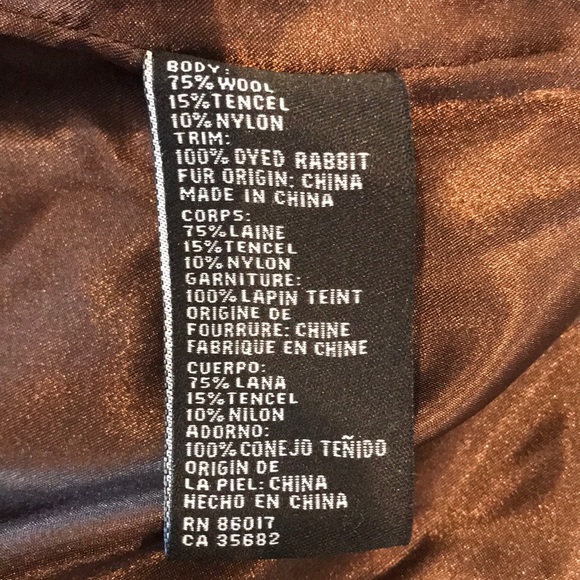 BODY:
75% WOOL
15% TENCEL
10% NYLON
TRIM:
100% DYED RABBIT
FUR ORIGIN: CHINA
MADE IN CHINA
CORPS:
75% LAINE
15% TENCEL
10% NYLON
GARNITURE:
100% LAPIN TEINT
ORIGINE DE
FOURRURE: CHINE
FABRIQUE EN CHINE
CUERPO:
75% LANA
15% TENCEL
10% NILON
ADORNO:
100% CONEJO TEÑIDO
ORIGIN DE
LA PIEL: CHINA
HECHO EN CHINA
RN 86017
CA 35682